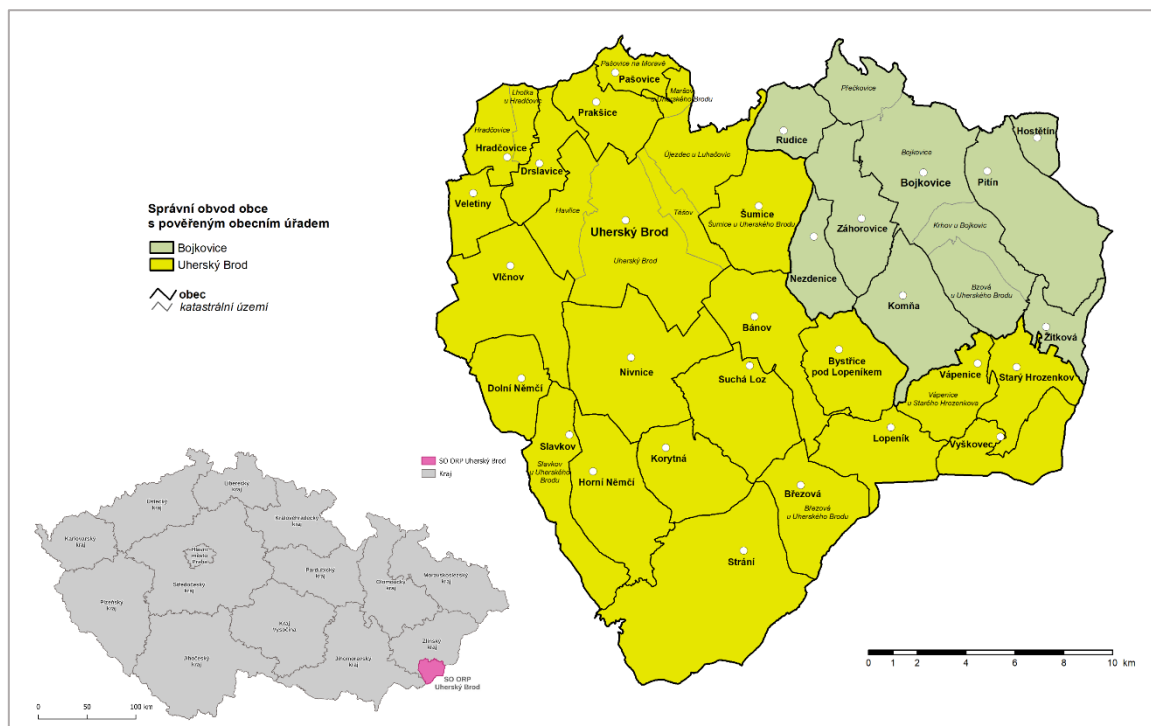 Správní obvod obce
s pověřeným obecním úřadem
Bojkovice
Uherský Brod
obec
katastrální území
Pašovice na Moravě
Pašovice
Maršov
u Uherského Brodu
Lhotka
u Hradčovic
Prakšice
Hradčovice
Hradčovice
Drslavice
Veletiny
Havřice
Újezdec u Luhačovic
Těšov
Uherský Brod
Uherský Brod
Šumice
Šumice u Uherského Brodu
Vlčnov
Přečkovice
Rudice
Hostětín
Bojkovice
Bojkovice
Pitín
Záhorovice
Krhov u Bojkovic
Nezdenice
Komňa
Bzová
u Uherského Brodu
Žítková
Bánov
Bystřice
pod Lopeníkem
Nivnice
Suchá Loz
Dolní Němčí
Vápenice
Vápenice
u Starého Hrozenkova
Starý Hrozenkov
Vyškovec
Lopeník
Slavkov
Slavkov
u Uherského
Brodu
Horní Němčí
Korytná
Březová
Březová
u Uherského Brodu
Strání
0 1 2 4 6 8 10
km
SO ORP Uherský Brod
Kraji
Liberecký
kraj
Ústecký
kraj
Karlovarský
kraj
Královéhradecký
kraj
Hlavní
město
Praha
Středočeský
kraj
Pardubický
kraj
Olomoucký
kraj
Moravskoslezský
kraj
Plzeňský
kraj
Kraj
Vysočina
Jihočeský
kraj
Jihomoravský
kraj
Zlínský
kraj
SO ORP
Uherský Brod
0 50 100 km